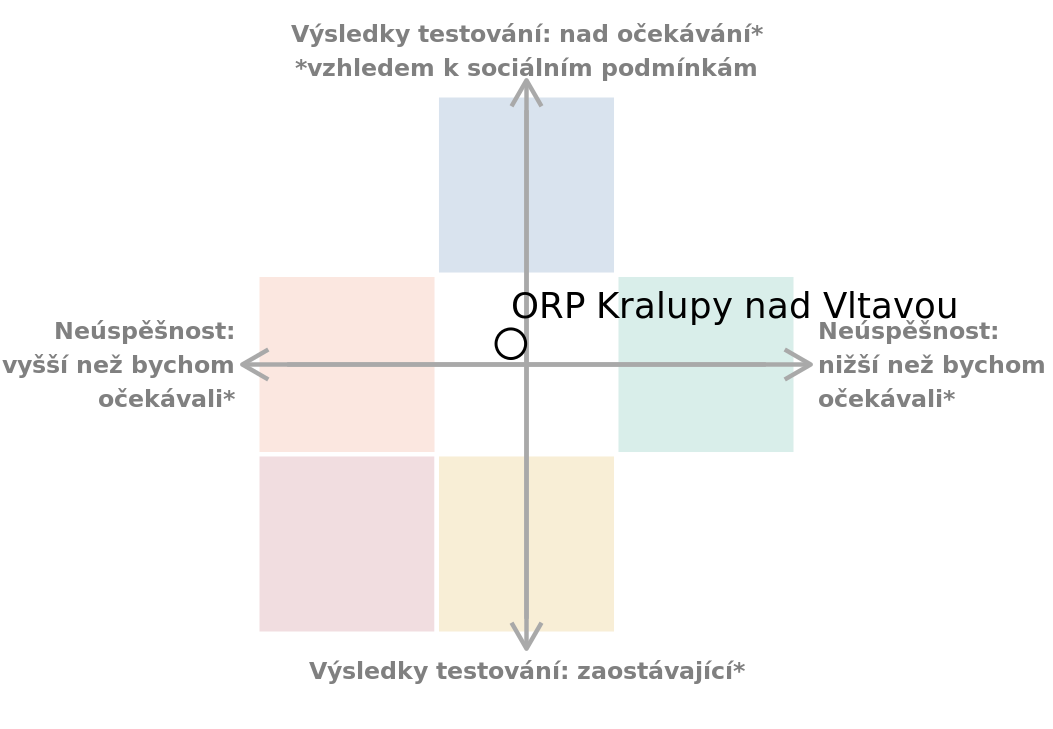 Výsledky testování: nad očekávání*
*vzhledem k sociálním podmínkám
ORP Kralupy nad Vltavou
Neúspěšnost:
vyšší než bychom
očekávali*
Neúspěšnost:
nižší než bychom
očekávali*
Výsledky testování: zaostávající*